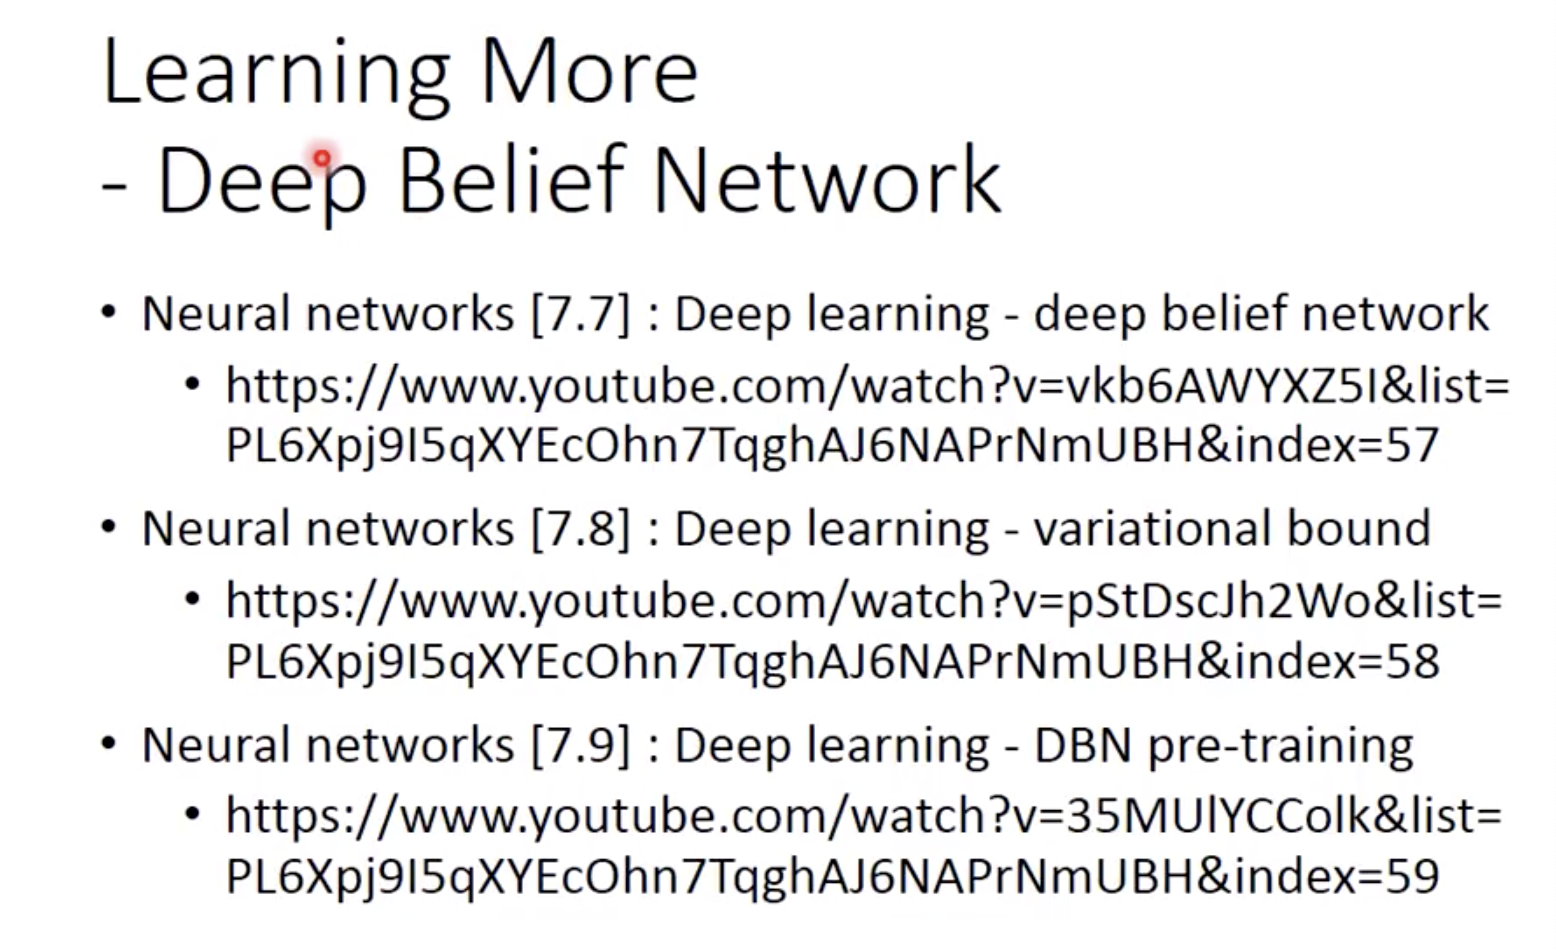 Learning More
- Deep Belief Network
• Neural networks [7.7] : Deep learning - deep belief network
• https://www.youtube.com/watch?v=vkb6AWYXZ5I&list=
PL6Xpj9I5qXYEcOhn7TqghAJ6NAPrNmUBH&index=57
• Neural networks [7.8] : Deep learning - variational bound
• https://www.youtube.com/watch?v=pStDscJh2Wo&list=
PL6Xpj9I5qXYEcOhn7TqghAJ6NAPrNmUBH&index=58
• Neural networks [7.9] : Deep learning - DBN pre-training
• https://www.youtube.com/watch?v=35MUlYCColk&list=
PL6Xpj9I5qXYEcOhn7TqghAJ6NAPrNmUBH&index=59